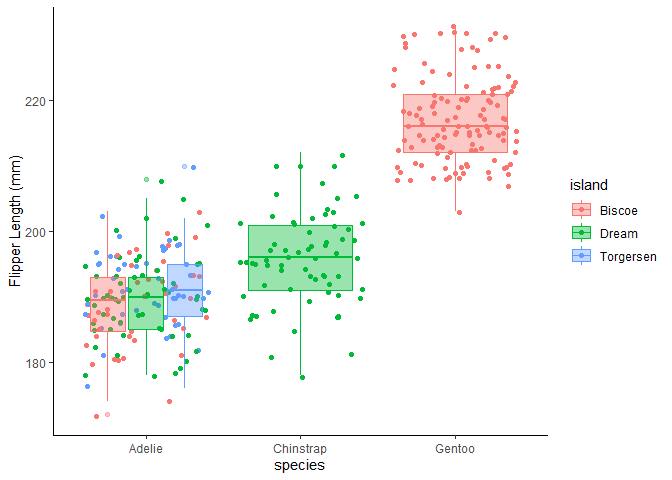 Flipper Length (mm)
220
200
180
Adelie
Chinstrap
Gentoo
species
island
Biscoe
Dream
Torgersen